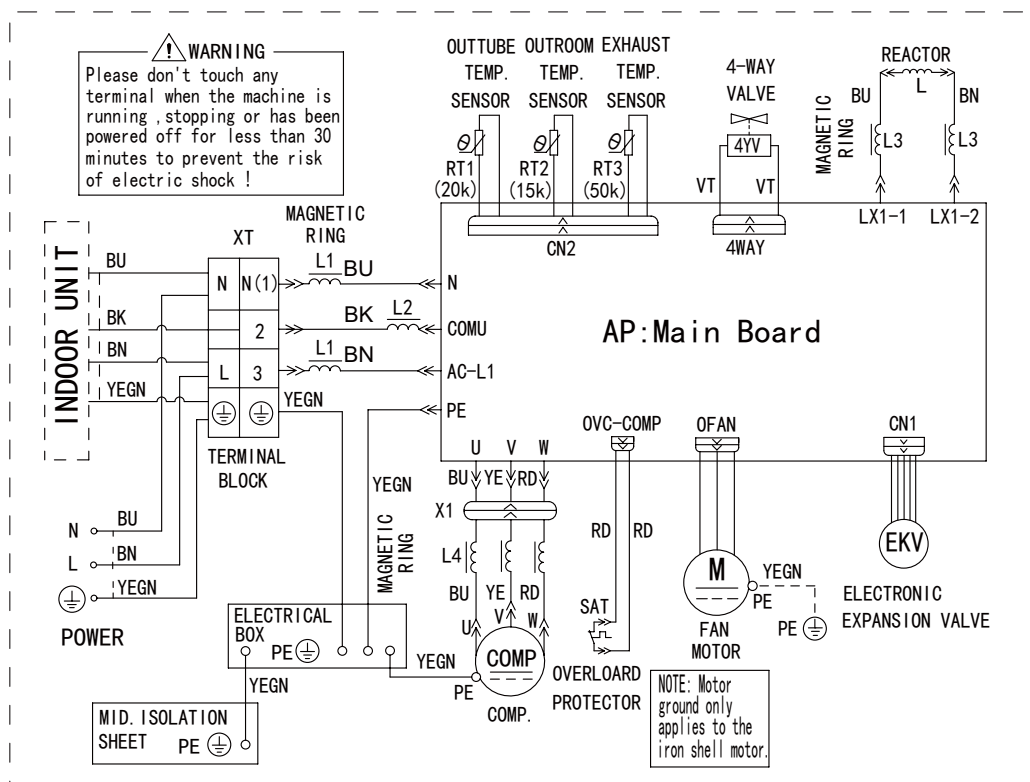 WARNING
Please don't touch any
terminal when the machine is
running ,stopping or has been
powered off for less than 30
minutes to prevent the risk
of electric shock !
OUTTUBE OUTROOM EXHAUST
TEMP. TEMP. TEMP.
SENSOR SENSOR SENSOR
RT1 RT2 RT3
(20k) (15k) (50k)
CN2
4-WAY
VALVE
4YV
VT VT
4WAY
REACTOR
L
BU BN
MAGNETIC
RING
L3 L3
LX1-1 LX1-2
INDOOR UNIT
BU
BK
BN
YEGN
XT
N N(1)
2
L 3
TERMINAL
BLOCK
MAGNETIC
RING
L1 BU
BK L2
L1 BN
YEGN
N
COMU
AC-L1
PE
AP:Main Board
U V W
BU YE RD
X1
L4
BU YE RD
U V W
COMP
COMP.
PE
YEGN
YEGN
MAGNETIC
RING
OVC-COMP
RD RD
SAT
OVERLOARD
PROTECTOR
OFAN
M
FAN
MOTOR
YEGN
PE
PE
CN1
EKV
ELECTRONIC
EXPANSION VALVE
NOTE: Motor
ground only
applies to the
iron shell motor.
N BU
L BN
YEGN
POWER
ELECTRICAL
BOX PE
YEGN
MID. ISOLATION
SHEET PE